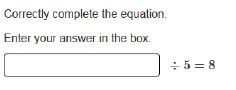 Correctly complete the equation.
Enter your answer in the box.
÷ 5 = 8